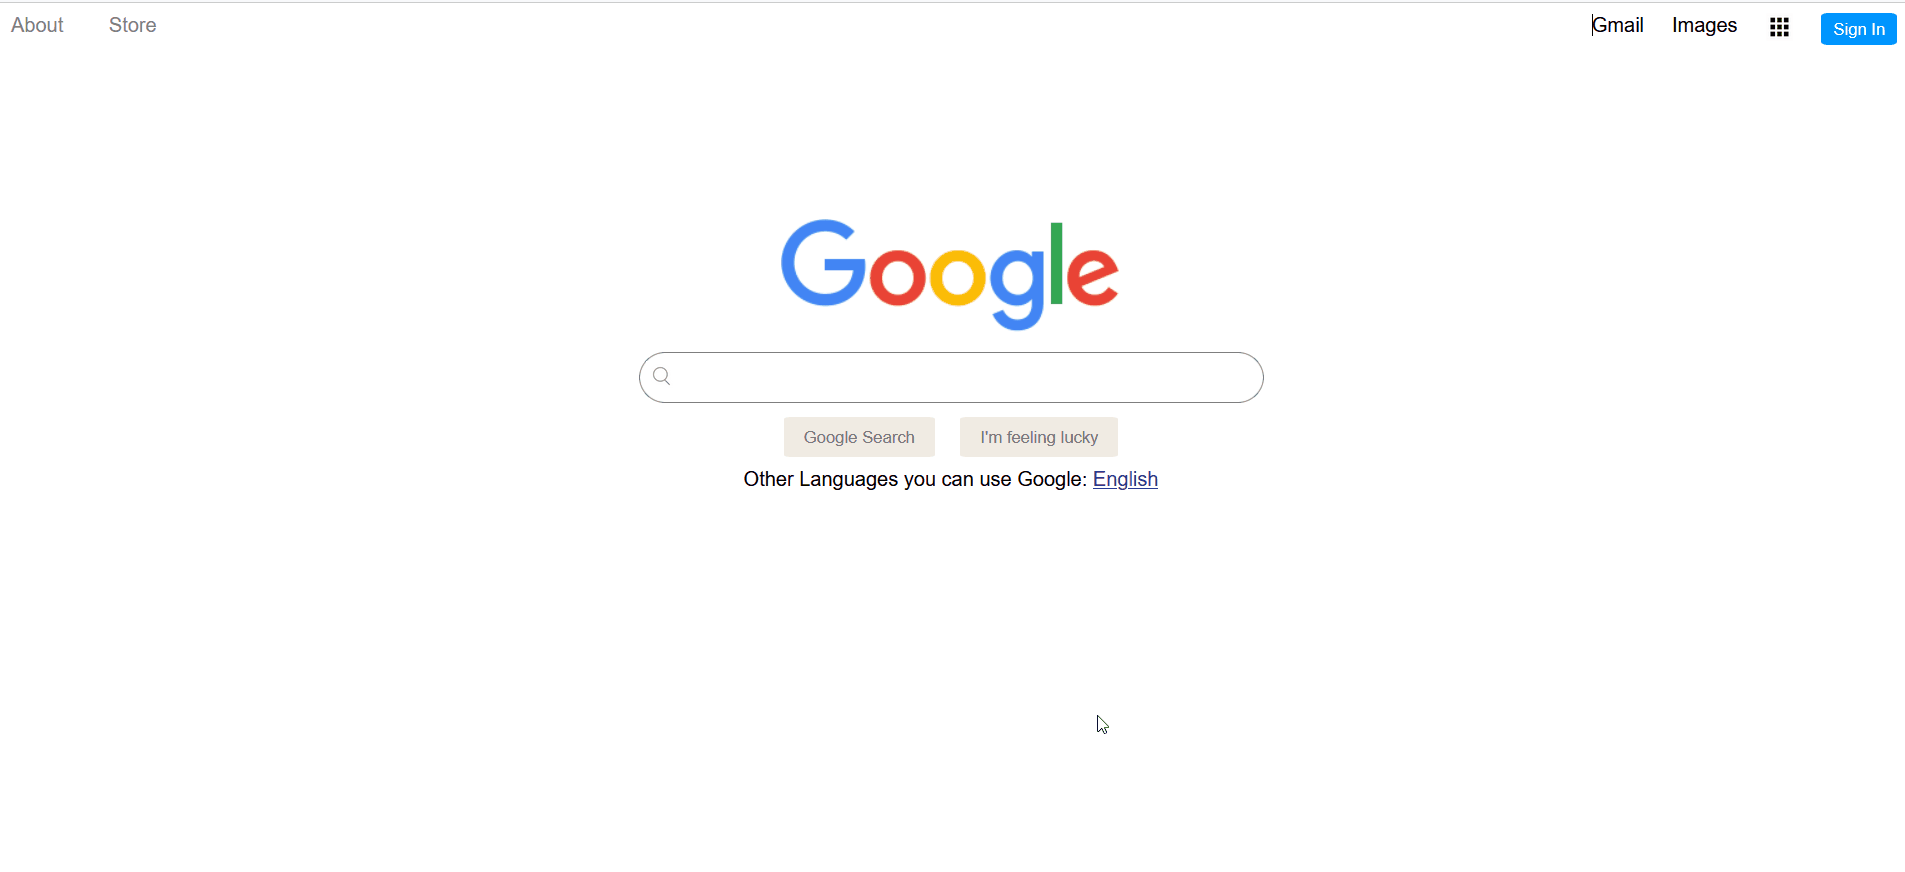 About Store Gmail Images Sign In
Google
Google Search I'm feeling lucky
Other Languages you can use Google: English